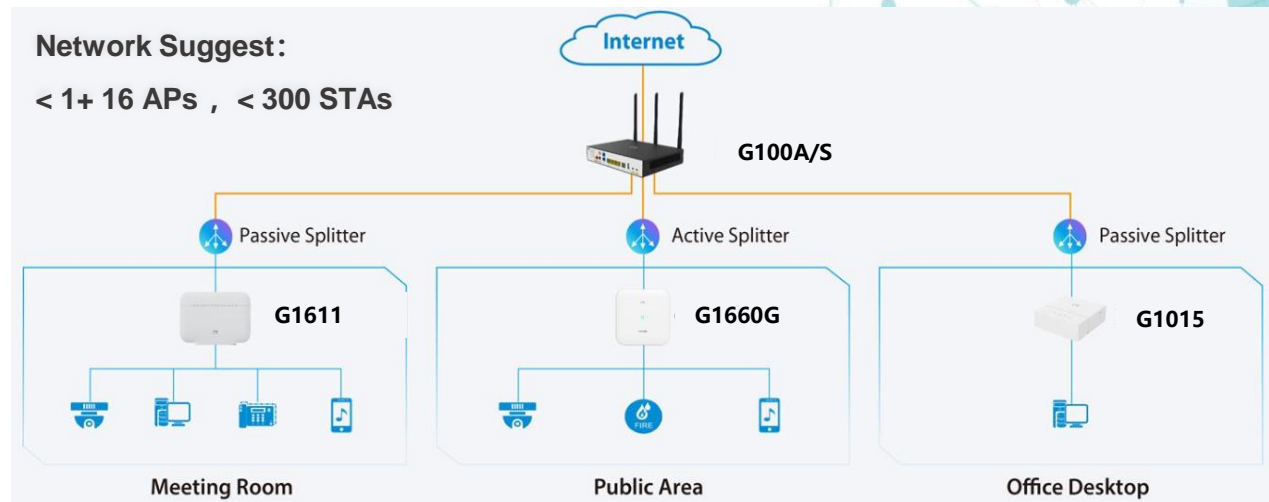 Network Suggest：
< 1+ 16 APs ，< 300 STAs
Internet
G100A/S
Passive Splitter
Active Splitter
Passive Splitter
G1611
G1660G
G1015
FIRE
Meeting Room
Public Area
Office Desktop